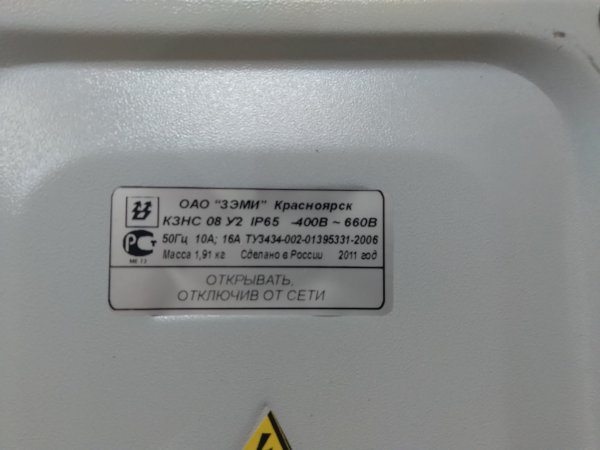 ОАО "ЗЭМИ" Красноярск
КЗНС 08 У2 IP65 -400В ~ 660В
50Гц 10А; 16А ТУ3434-002-01395331-2006
Масса 1,91 кг Сделано в России 2011 год
ОТКРЫВАТЬ,
ОТКЛЮЧИВ ОТ СЕТИ